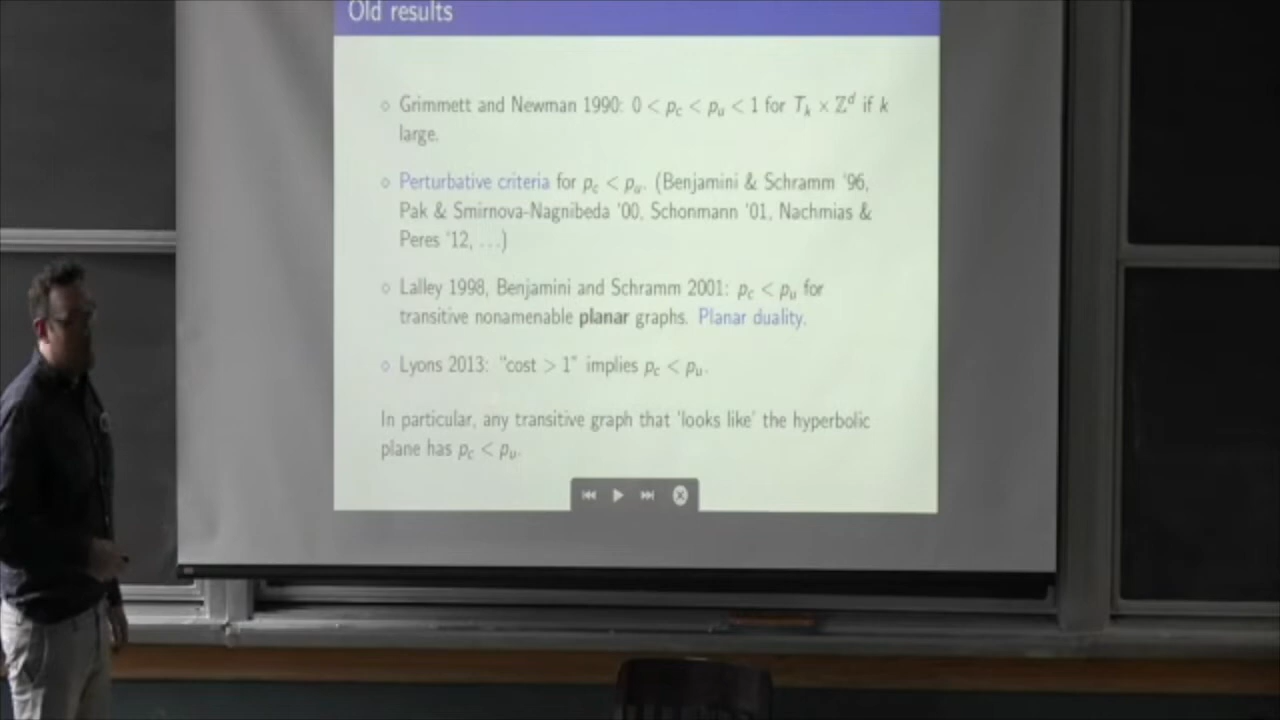 Old results
⋄ Grimmett and Newman 1990: 0 < p_c < p_u < 1 for T_k × ℤ^d if k
large.
⋄ Perturbative criteria for p_c < p_u. (Benjamini & Schramm '96,
Pak & Smirnova-Nagnibeda '00, Schonmann '01, Nachmias &
Peres '12, ...)
⋄ Lalley 1998, Benjamini and Schramm 2001: p_c < p_u for
transitive nonamenable planar graphs. Planar duality.
⋄ Lyons 2013: "cost > 1" implies p_c < p_u.
In particular, any transitive graph that 'looks like' the hyperbolic
plane has p_c < p_u.